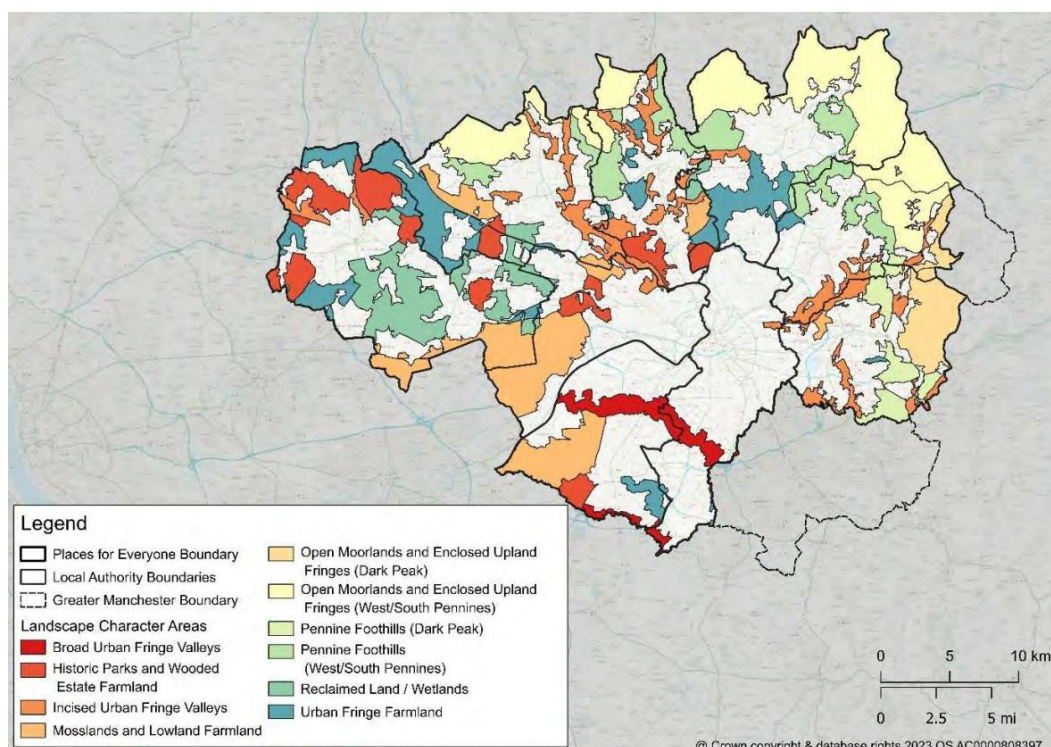 Legend
Places for Everyone Boundary
Local Authority Boundaries
Greater Manchester Boundary
Landscape Character Areas
Broad Urban Fringe Valleys
Historic Parks and Wooded
Estate Farmland
Incised Urban Fringe Valleys
Mosslands and Lowland Farmland
Open Moorlands and Enclosed Upland
Fringes (Dark Peak)
Open Moorlands and Enclosed Upland
Fringes (West/South Pennines)
Pennine Foothills (Dark Peak)
Pennine Foothills
(West/South Pennines)
Reclaimed Land / Wetlands
Urban Fringe Farmland
0 5 10 km
0 2.5 5 mi
@ Crown copyright & database rights 2023 OS AC0000808397